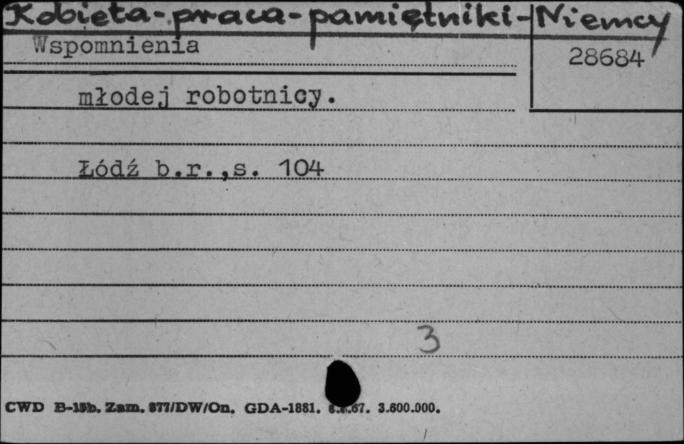 Kobieta-praca-pamiętniki-Niemcy
Wspomnienia
28684
młodej robotnicy.
Łódź b.r.,s. 104
3
CWD B-15b. Zam. 877/DW/On. GDA-1881. 3.600.000.